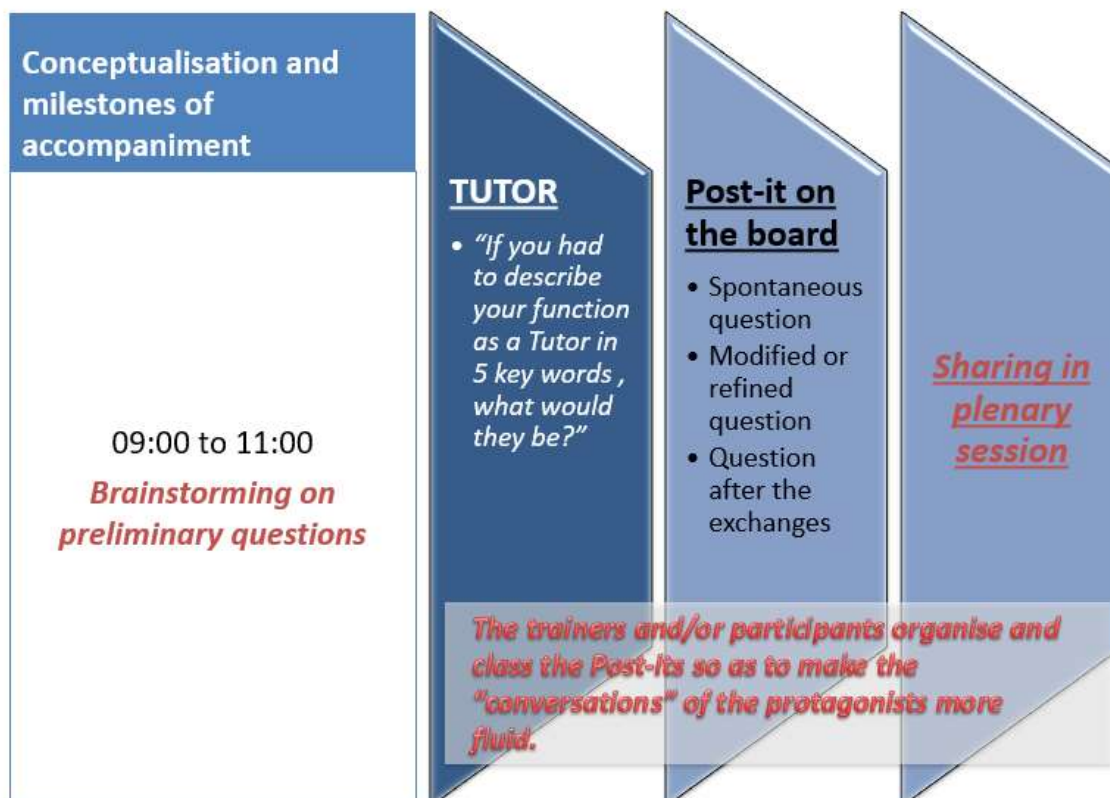 Conceptualisation and
milestones of
accompaniment
09:00 to 11:00
Brainstorming on
preliminary questions
TUTOR
• “If you had
to describe
your function
as a Tutor in
5 key words ,
what would
they be?”
Post-it on
the board
• Spontaneous
question
• Modified or
refined
question
• Question
after the
exchanges
Sharing in
plenary
session
The trainers and/or participants organise and
class the Post-its so as to make the
“conversations” of the protagonists more
fluid.